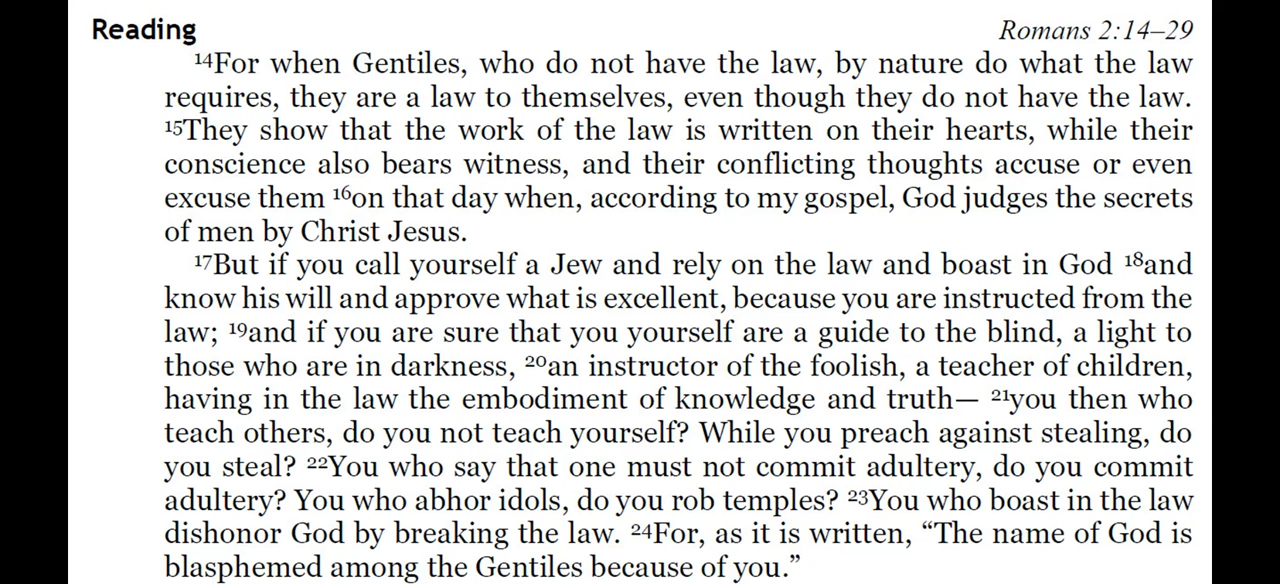 Reading Romans 2:14–29
¹⁴For when Gentiles, who do not have the law, by nature do what the law
requires, they are a law to themselves, even though they do not have the law.
¹⁵They show that the work of the law is written on their hearts, while their
conscience also bears witness, and their conflicting thoughts accuse or even
excuse them ¹⁶on that day when, according to my gospel, God judges the secrets
of men by Christ Jesus.
¹⁷But if you call yourself a Jew and rely on the law and boast in God ¹⁸and
know his will and approve what is excellent, because you are instructed from the
law; ¹⁹and if you are sure that you yourself are a guide to the blind, a light to
those who are in darkness, ²⁰an instructor of the foolish, a teacher of children,
having in the law the embodiment of knowledge and truth— ²¹you then who
teach others, do you not teach yourself? While you preach against stealing, do
you steal? ²²You who say that one must not commit adultery, do you commit
adultery? You who abhor idols, do you rob temples? ²³You who boast in the law
dishonor God by breaking the law. ²⁴For, as it is written, “The name of God is
blasphemed among the Gentiles because of you.”